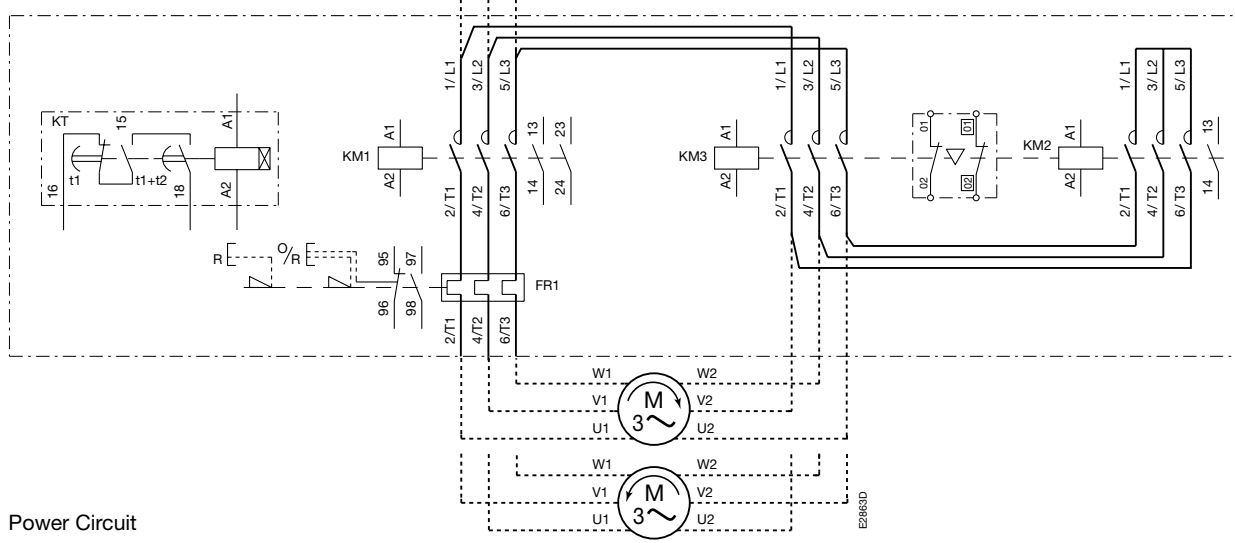 KT
15
A1
t1
t1+t2
16
18
A2
1/ L1
3/ L2
5/ L3
KM1
A1
A2
13
23
14
24
2/ T1
4/ T2
6/ T3
1/ L1
3/ L2
5/ L3
KM3
A1
A2
2/ T1
4/ T2
6/ T3
01
01
02
02
1/ L1
3/ L2
5/ L3
KM2
A1
A2
13
14
2/ T1
4/ T2
6/ T3
R
O/R
95
97
96
98
FR1
2/T1
4/T2
6/T3
W1
W2
V1
M
V2
3
U1
U2
W1
W2
V1
M
V2
3
U1
U2
E2863D
Power Circuit